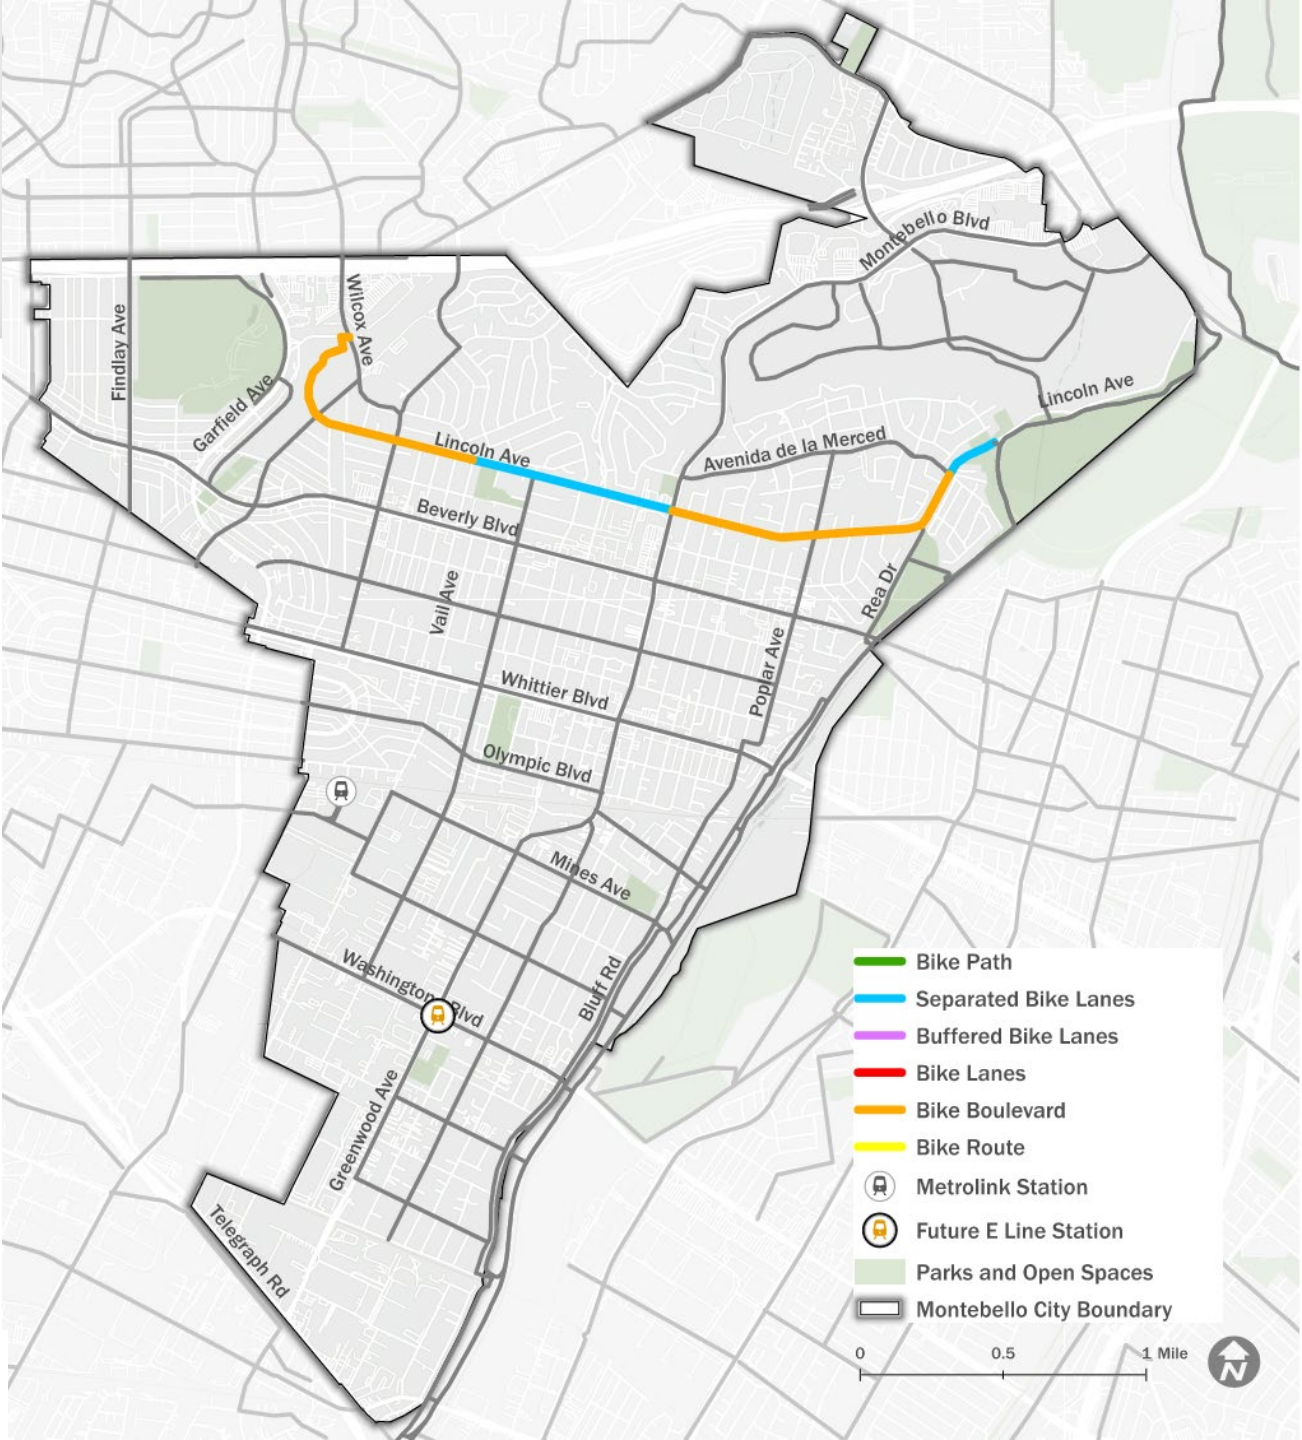 Montebello Blvd
Wilcox Ave
Findlay Ave
Garfield Ave
Lincoln Ave
Lincoln Ave
Avenida de la Merced
Beverly Blvd
Vail Ave
Rea Dr
Poplar Ave
Whittier Blvd
Olympic Blvd
Mines Ave
Washington Blvd
Bluff Rd
Greenwood Ave
Telegraph Rd
Bike Path
Separated Bike Lanes
Buffered Bike Lanes
Bike Lanes
Bike Boulevard
Bike Route
Metrolink Station
Future E Line Station
Parks and Open Spaces
Montebello City Boundary
0 0.5 1 Mile
N